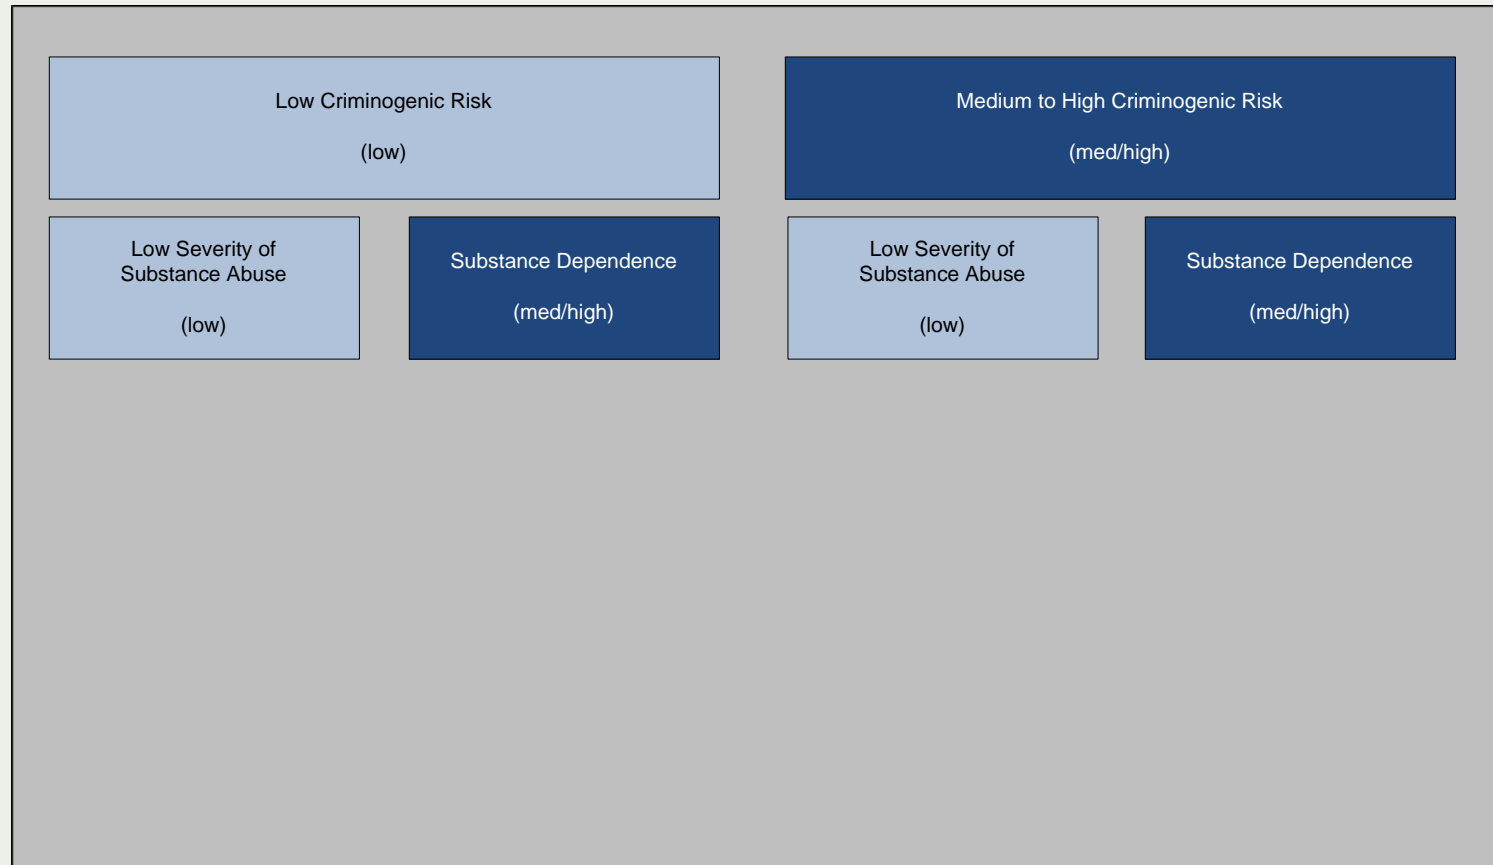 Low Criminogenic Risk
(low)
Medium to High Criminogenic Risk
(med/high)
Low Severity of
Substance Abuse
(low)
Substance Dependence
(med/high)
Low Severity of
Substance Abuse
(low)
Substance Dependence
(med/high)